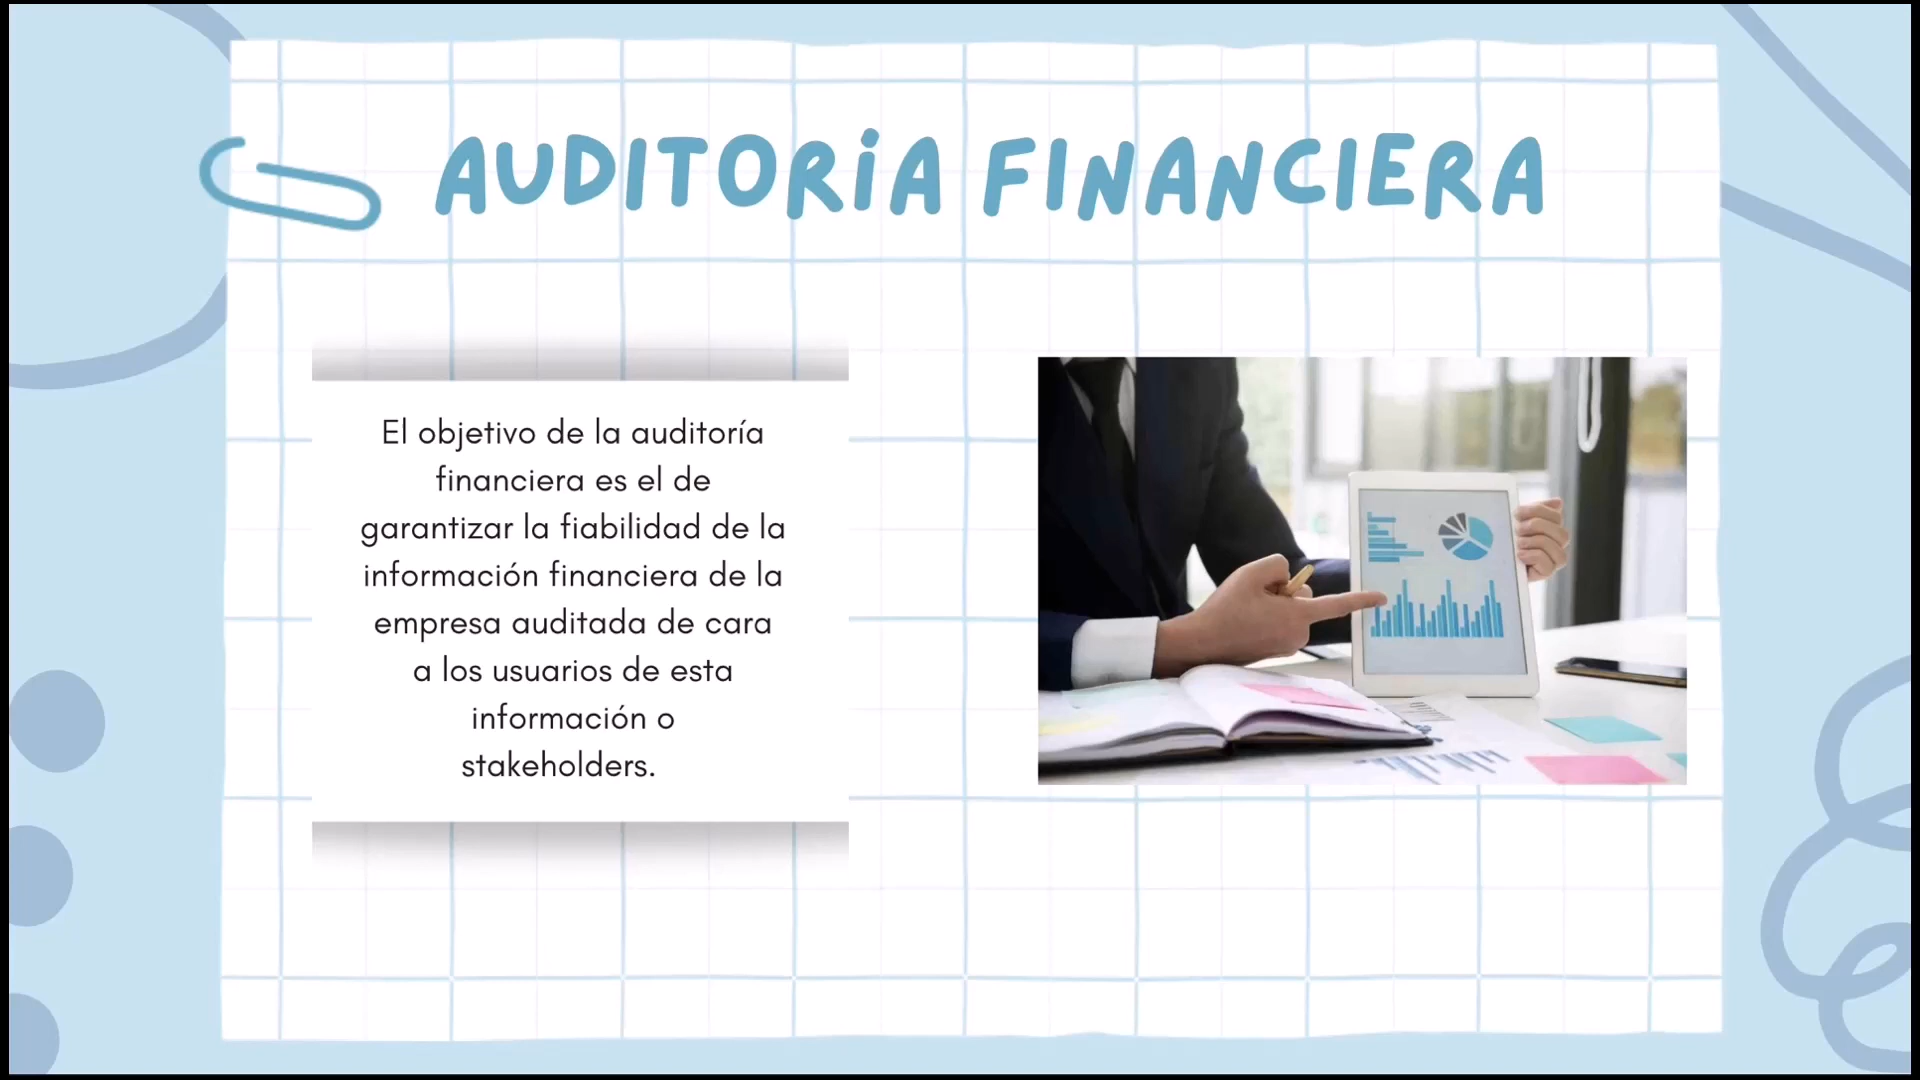 AUDITORÍA FINANCIERA
El objetivo de la auditoría
financiera es el de
garantizar la fiabilidad de la
información financiera de la
empresa auditada de cara
a los usuarios de esta
información o
stakeholders.